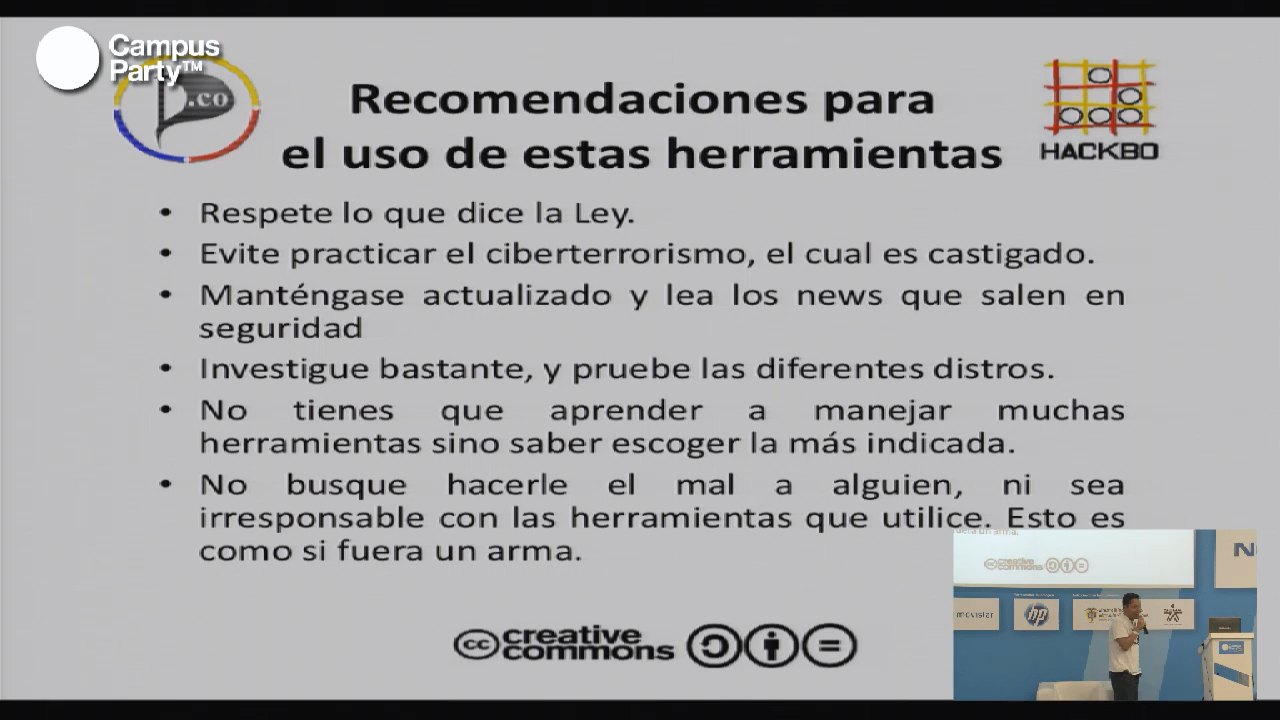 Campus
Party™
.co
Recomendaciones para
el uso de estas herramientas
HACKBO
• Respete lo que dice la Ley.
• Evite practicar el ciberterrorismo, el cual es castigado.
• Manténgase actualizado y lea los news que salen en
seguridad
• Investigue bastante, y pruebe las diferentes distros.
• No tienes que aprender a manejar muchas
herramientas sino saber escoger la más indicada.
• No busque hacerle el mal a alguien, ni sea
irresponsable con las herramientas que utilice. Esto es
como si fuera un arma.
cc creative
commons
creative
commons
movistar
hp